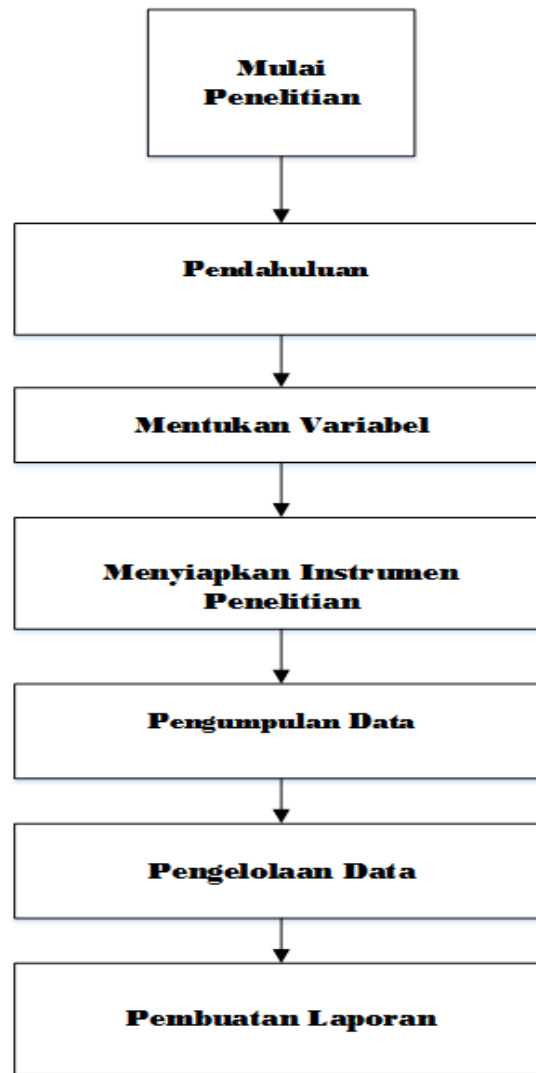 Mulai
Penelitian
Pendahuluan
Mentukan Variabel
Menyiapkan Instrumen
Penelitian
Pengumpulan Data
Pengelolaan Data
Pembuatan Laporan